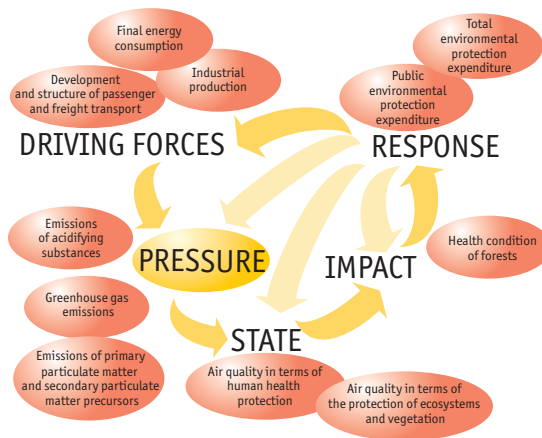 Final energy
consumption
Total
environmental
protection
expenditure
Development
and structure of passenger
and freight transport
Industrial
production
Public
environmental
protection
expenditure
DRIVING FORCES
RESPONSE
Emissions
of acidifying
substances
PRESSURE
IMPACT
Health condition
of forests
Greenhouse gas
emissions
STATE
Emissions of primary
particulate matter
and secondary particulate
matter precursors
Air quality in terms of
human health
protection
Air quality in terms of
the protection of ecosystems
and vegetation